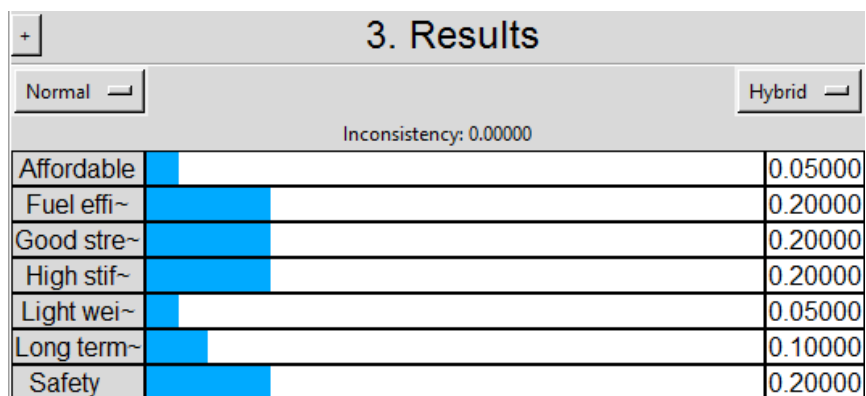 + 3. Results
Normal Hybrid
Inconsistency: 0.00000
Affordable 0.05000
Fuel effi~ 0.20000
Good stre~ 0.20000
High stif~ 0.20000
Light wei~ 0.05000
Long term~ 0.10000
Safety 0.20000